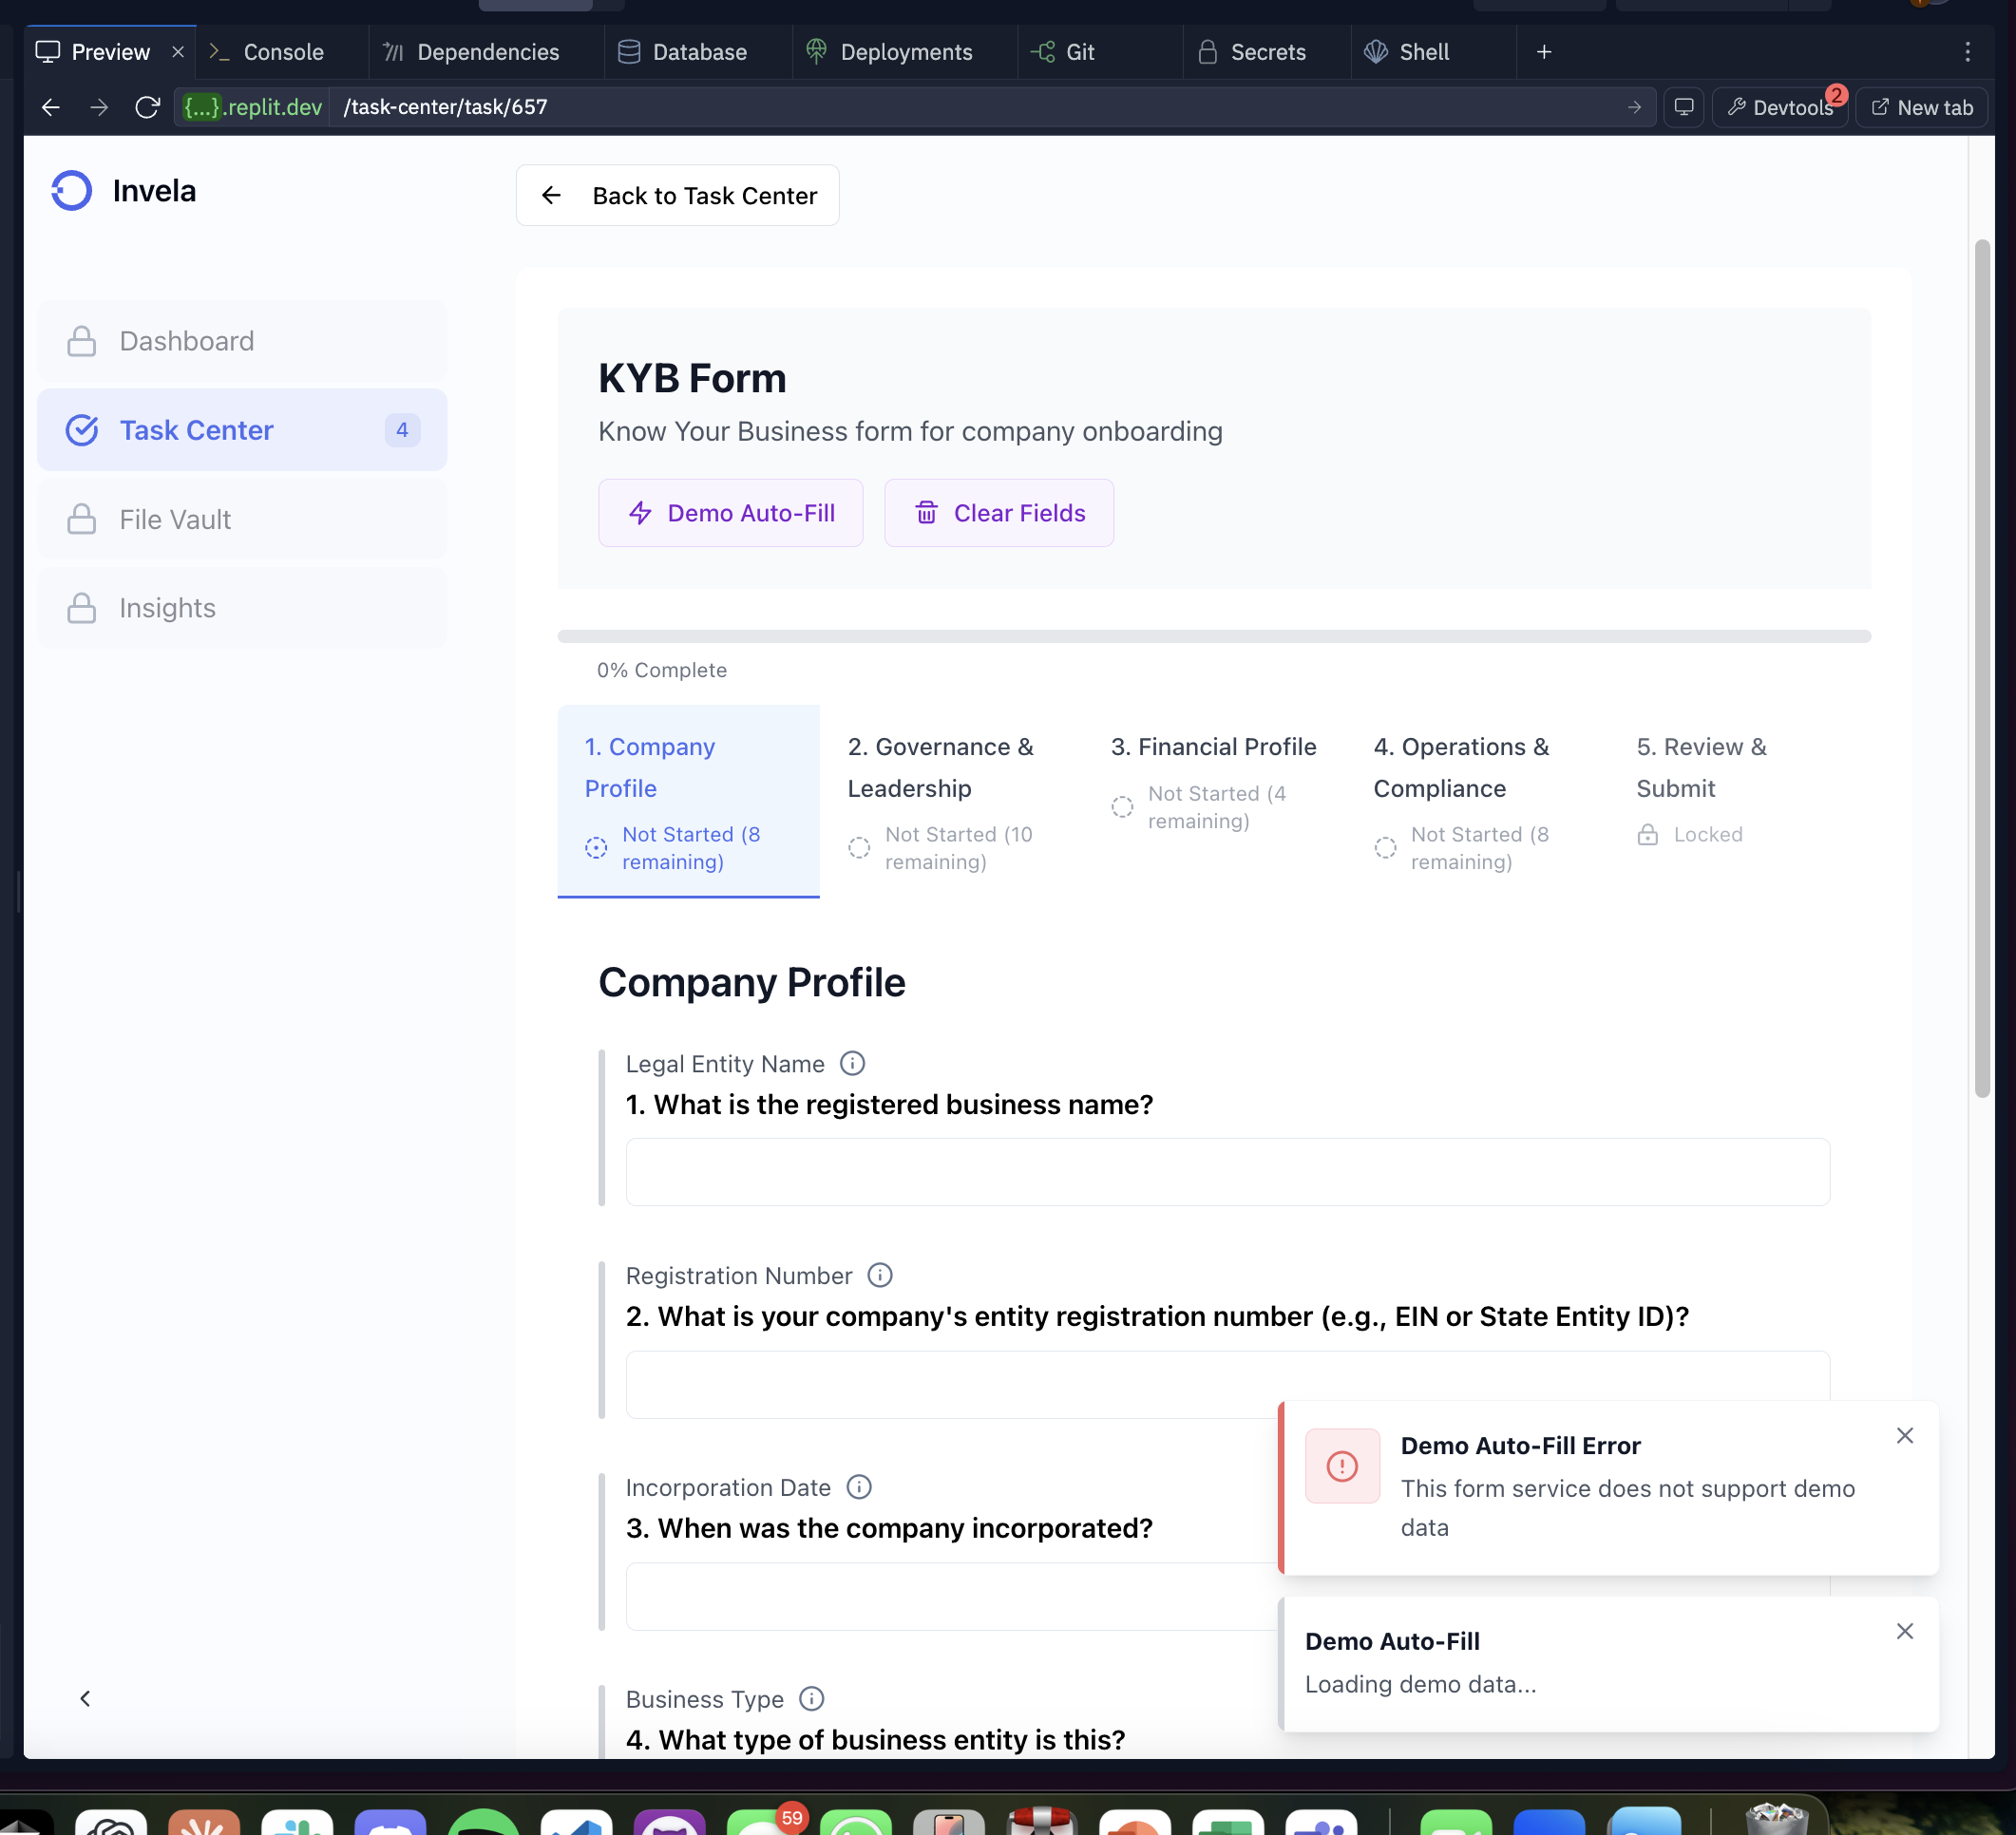 Preview
Console
Dependencies
Database
Deployments
Git
Secrets
Shell
{...}.replit.dev /task-center/task/657
Devtools 2
New tab
Invela
Back to Task Center
Dashboard
Task Center 4
File Vault
Insights
KYB Form
Know Your Business form for company onboarding
Demo Auto-Fill
Clear Fields
0% Complete
1. Company
Profile
Not Started (8
remaining)
2. Governance &
Leadership
Not Started (10
remaining)
3. Financial Profile
Not Started (4
remaining)
4. Operations &
Compliance
Not Started (8
remaining)
5. Review &
Submit
Locked
Company Profile
Legal Entity Name
1. What is the registered business name?
Registration Number
2. What is your company's entity registration number (e.g., EIN or State Entity ID)?
Incorporation Date
3. When was the company incorporated?
Business Type
4. What type of business entity is this?
Demo Auto-Fill Error
This form service does not support demo
data
Demo Auto-Fill
Loading demo data...
59